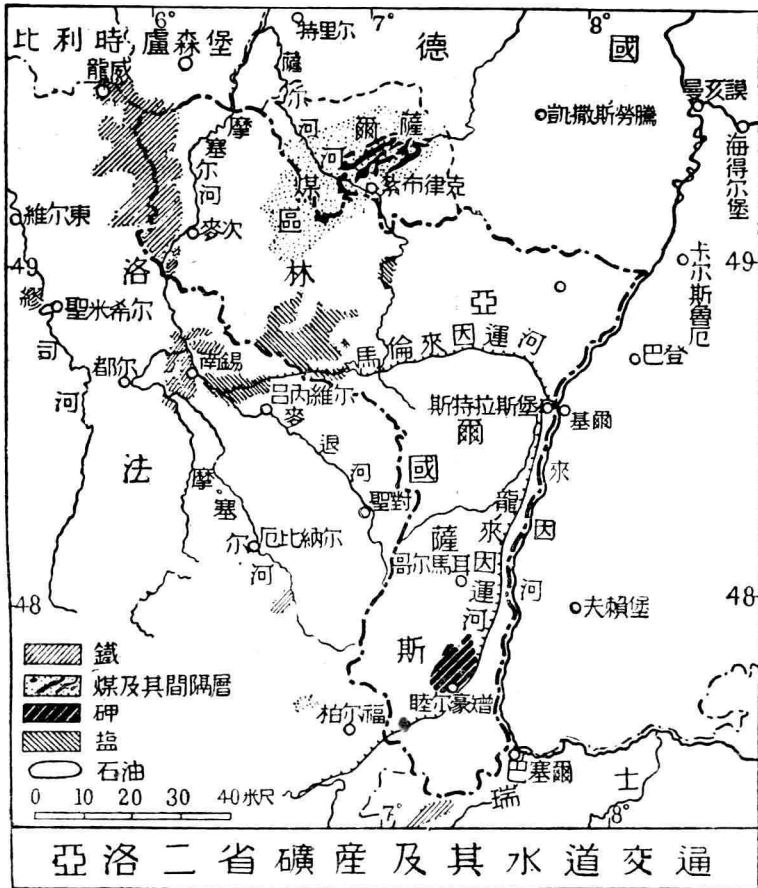 6°
7°
8°
比利時
盧森堡
特里尔
德
國
龍威
薩尔河
曼亥謨
凱撒斯勞騰
海得尔堡
摩塞尔河
薩爾河
煤區
紮布律克
維尔東
麥次
49
49
洛林
亞爾薩斯
卡尔斯魯厄
聖米希尔
繆司河
南錫
馬倫來因運河
巴登
都尔
呂內維尔
斯特拉斯堡
基爾
麥退河
法國
聖對
龍來因運河
來因河
摩塞尔河
厄比納尔
呂尔馬耳
48
48
夫賴堡
柏尔福
睦尔豪熷
巴塞爾
瑞士
7°
8°
鐵
煤及其間隔層
砷
盐
石油
0 10 20 30 40 米尺
亞洛二省礦產及其水道交通